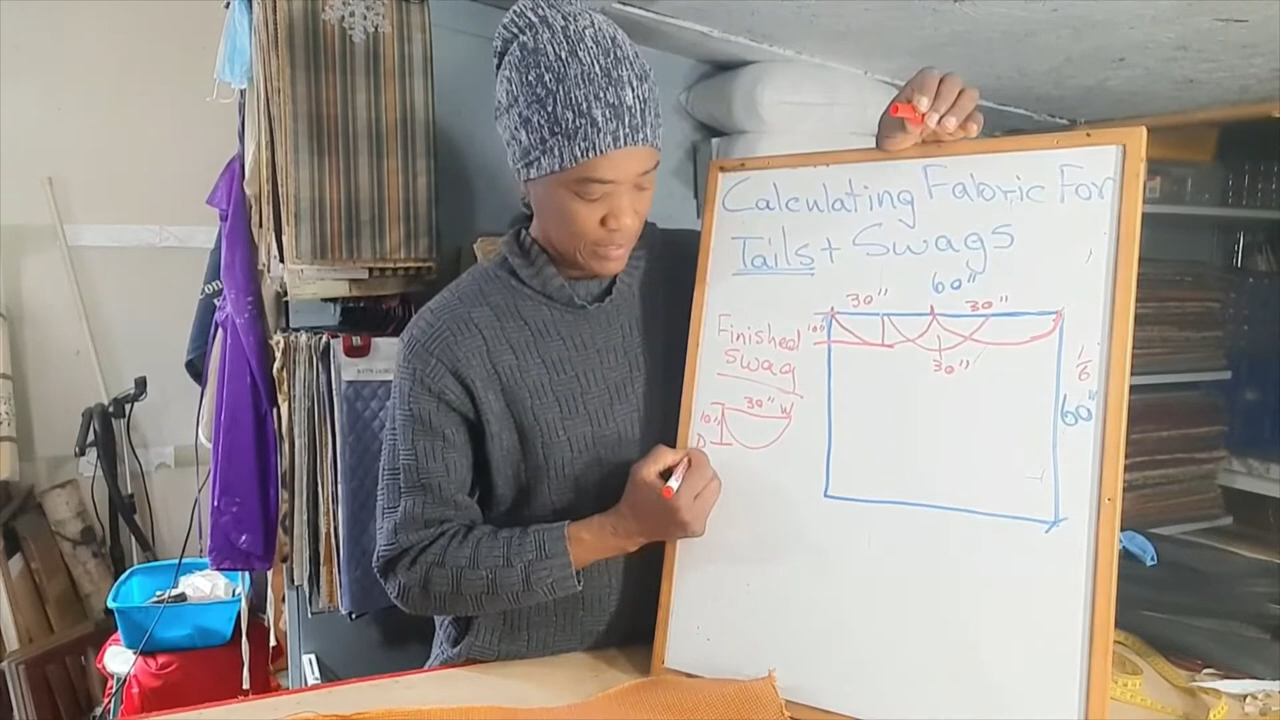 Calculating Fabric For
Tails + Swags
60"
30" 30"
Finished
Swag
10"
30"
1/6
60"
30" W
10"
D